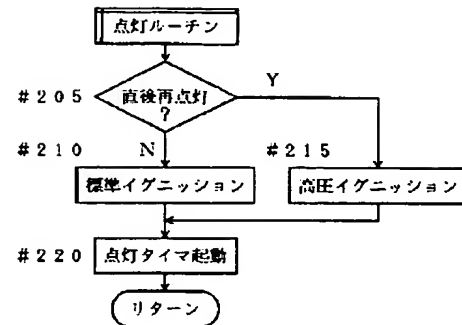 点灯ルーチン
#205 直後再点灯 Y
?
#210 N #215
標準イグニッション 高圧イグニッション
#220 点灯タイマ起動
リターン